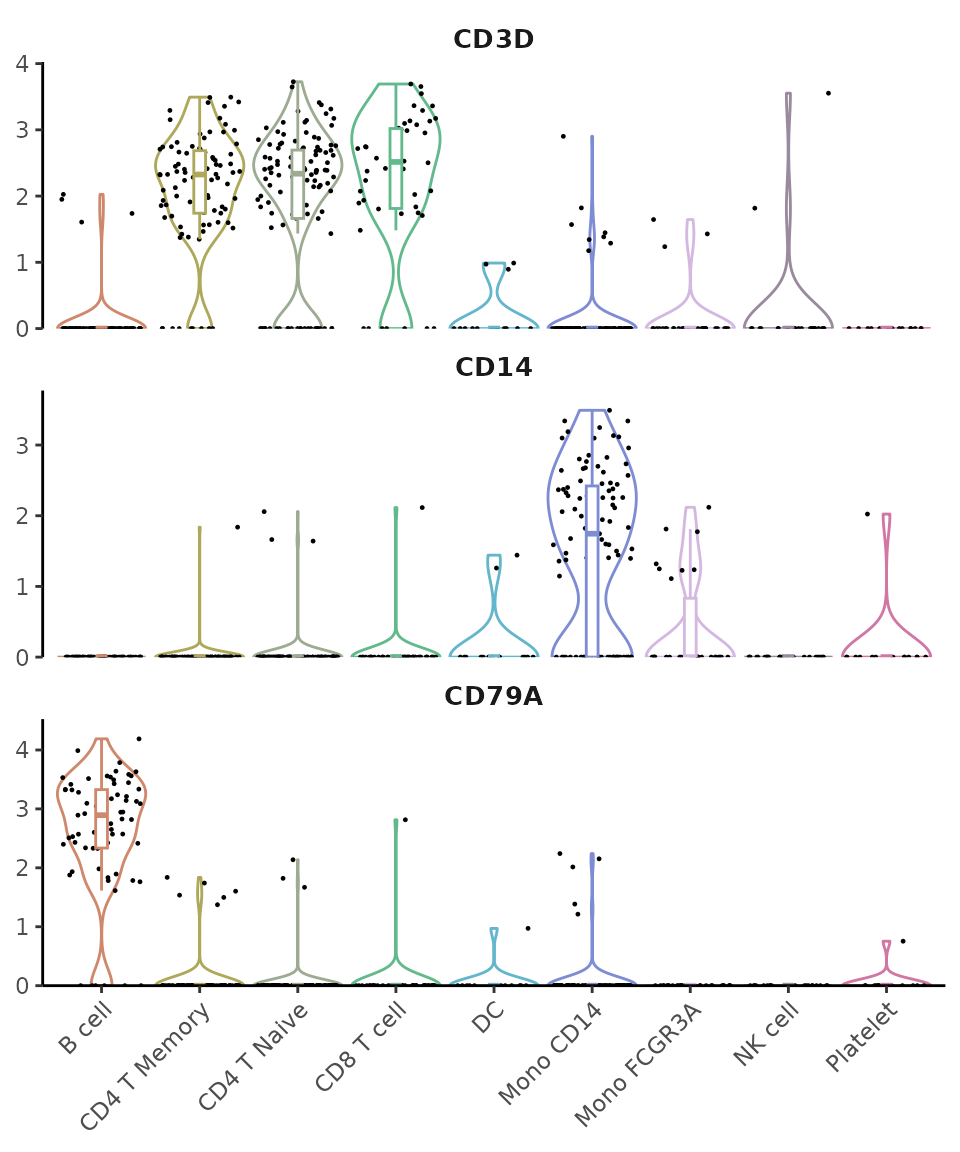 CD3D
4
3
2
1
0
CD14
3
2
1
0
CD79A
4
3
2
1
0
B cell
CD4 T Memory
CD4 T Naive
CD8 T cell
DC
Mono CD14
Mono FCGR3A
NK cell
Platelet